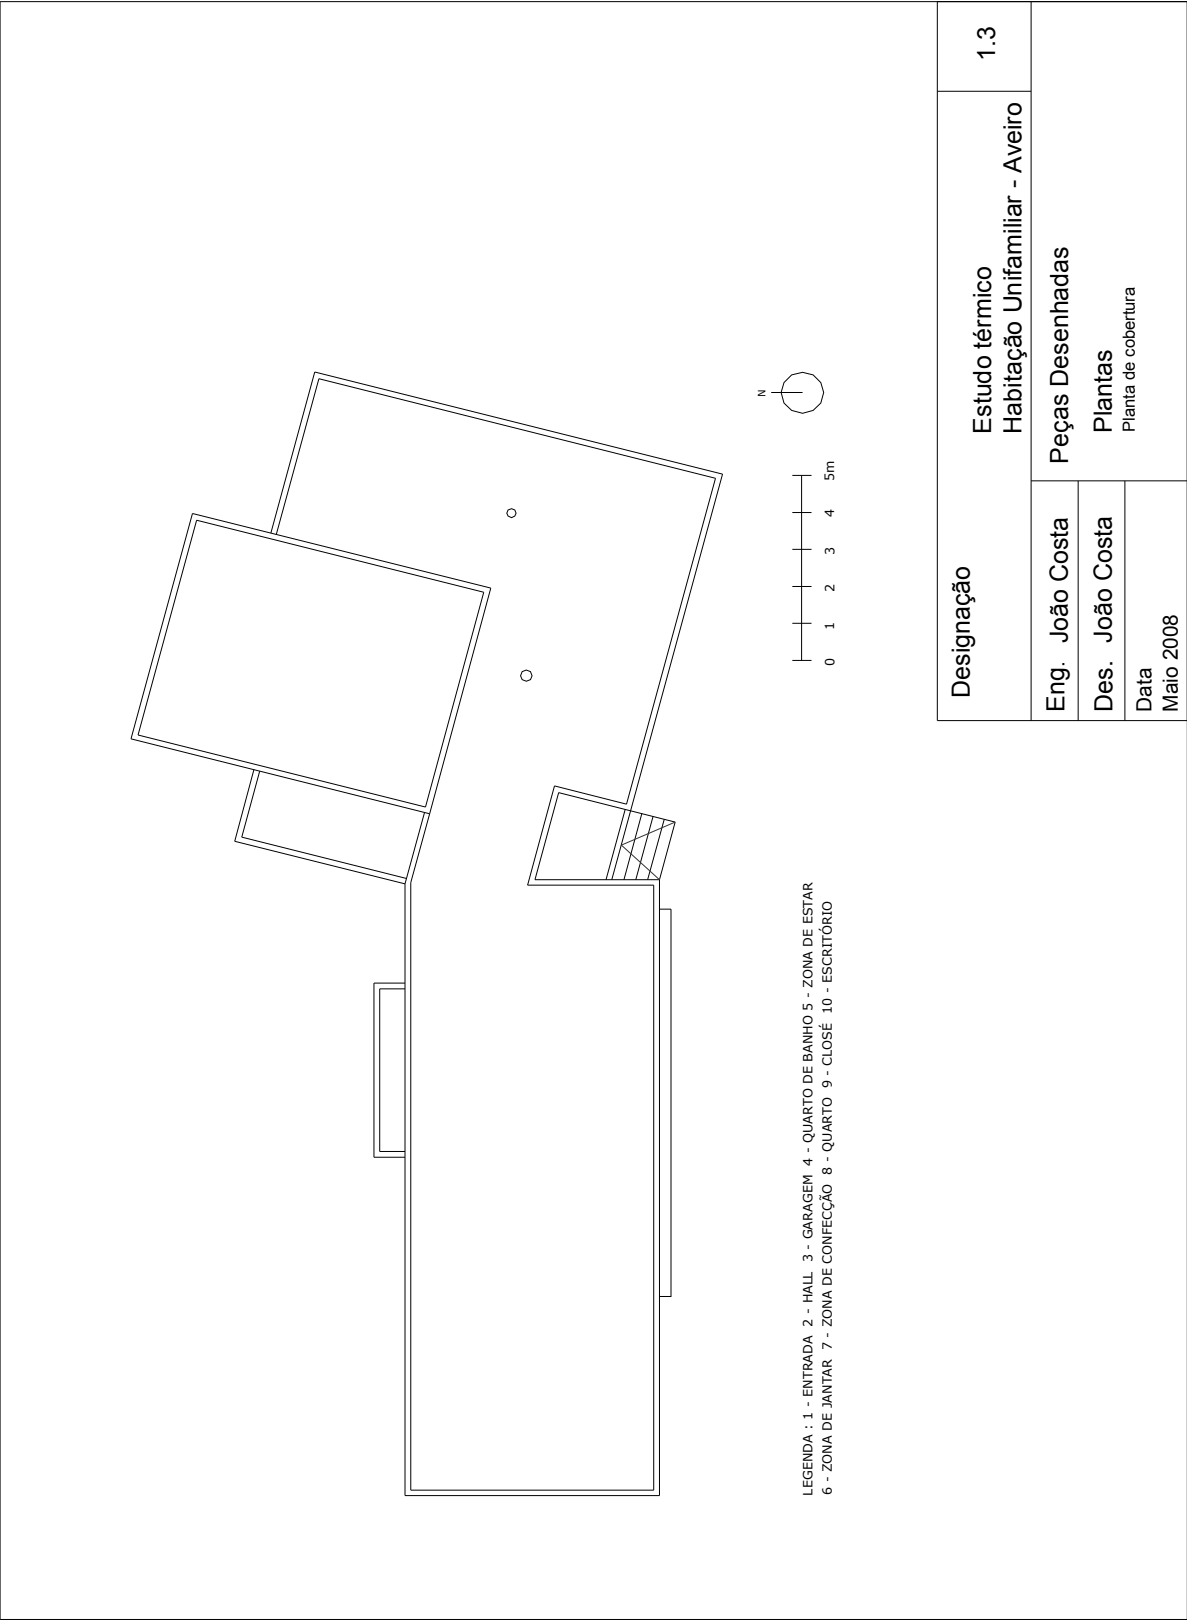 N
0 1 2 3 4 5m
LEGENDA : 1 - ENTRADA 2 - HALL 3 - GARAGEM 4 - QUARTO DE BANHO 5 - ZONA DE ESTAR
6 - ZONA DE JANTAR 7 - ZONA DE CONFECÇÃO 8 - QUARTO 9 - CLOSÉ 10 - ESCRITÓRIO
Designação
Estudo térmico
Habitação Unifamiliar - Aveiro
1.3
Eng. João Costa
Des. João Costa
Data
Maio 2008
Peças Desenhadas
Plantas
Planta de cobertura